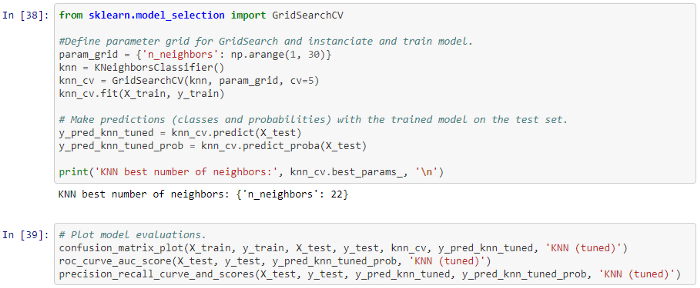 In [38]: from sklearn.model_selection import GridSearchCV
#Define parameter grid for GridSearch and instanciate and train model.
param_grid = {'n_neighbors': np.arange(1, 30)}
knn = KNeighborsClassifier()
knn_cv = GridSearchCV(knn, param_grid, cv=5)
knn_cv.fit(X_train, y_train)
# Make predictions (classes and probabilities) with the trained model on the test set.
y_pred_knn_tuned = knn_cv.predict(X_test)
y_pred_knn_tuned_prob = knn_cv.predict_proba(X_test)
print('KNN best number of neighbors:', knn_cv.best_params_, '\n')
KNN best number of neighbors: {'n_neighbors': 22}
In [39]: # Plot model evaluations.
confusion_matrix_plot(X_train, y_train, X_test, y_test, knn_cv, y_pred_knn_tuned, 'KNN (tuned)')
roc_curve_auc_score(X_test, y_test, y_pred_knn_tuned_prob, 'KNN (tuned)')
precision_recall_curve_and_scores(X_test, y_test, y_pred_knn_tuned, y_pred_knn_tuned_prob, 'KNN (tuned)')